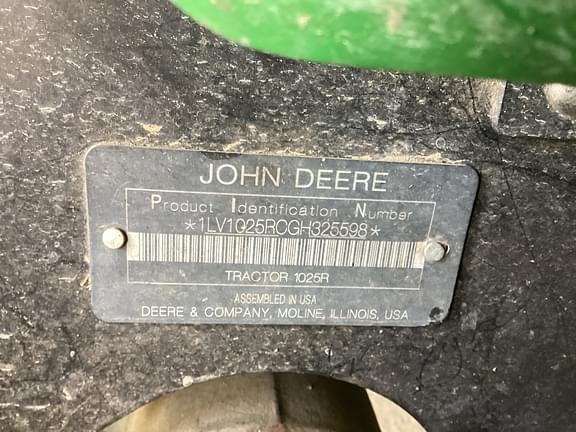 JOHN DEERE
Product Identification Number
*1LV1025RCGH325598*
TRACTOR 1025R
ASSEMBLED IN USA
DEERE & COMPANY, MOLINE, ILLINOIS, USA